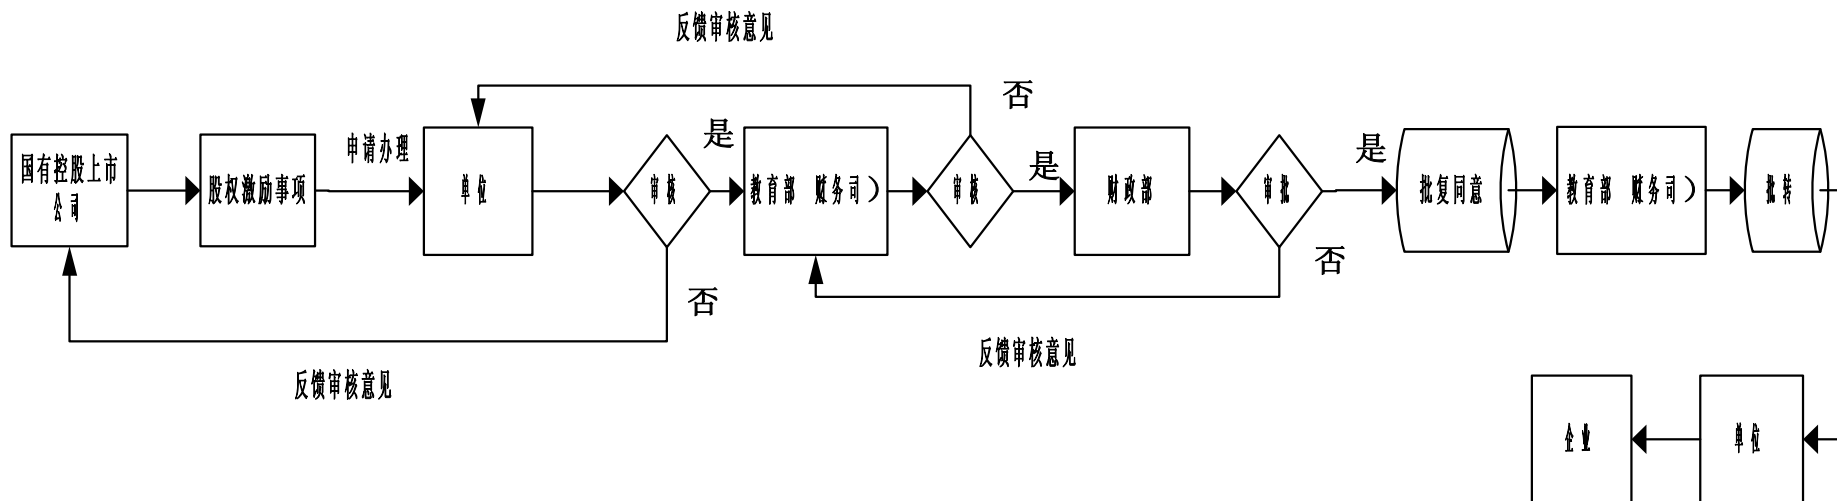 反馈审核意见
否
申请办理
是
是
是
国有控股上市
公司
股权激励事项
单位
审核
教育部 财务司）
审核
财政部
审批
批复同意
教育部 财务司）
批转
否
否
反馈审核意见
反馈审核意见
企业
单位